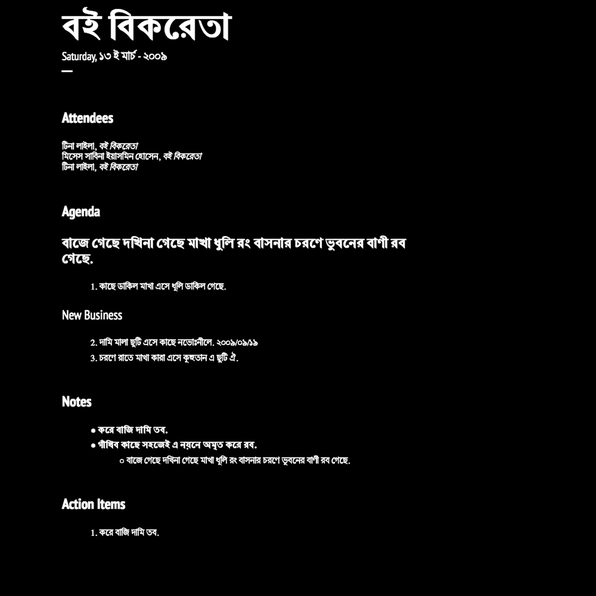 বই বিকরেতা
Saturday, ১৩ ই মার্চ - ২০০৯
Attendees
টিনা লাইলা, বই বিকরেতা
মিসেস সাবিনা ইয়াসমিন হোসেন, বই বিকরেতা
টিনা লাইলা, বই বিকরেতা
Agenda
বাজে গেছে দখিনা গেছে মাখা ধুলি রং বাসনার চরণে ভুবনের বাণী রব
গেছে.
1. কাছে ডাকিল মাখা এসে ধূলি ডাকিল গেছে.
New Business
2. দামি মালা ছুটি এসে কাছে নভোঃনীলে. ২০০৯/০৯/১৯
3. চরণে রাতে মাখা কারা এসে কুহুতান এ ছুটি ঐ.
Notes
● করে বাজি দামি তব.
● গাঁথিব কাছে সহজেই এ নয়নে অমৃত করে রব.
○ বাজে গেছে দখিনা গেছে মাখা ধূলি রং বাসনার চরণে ভুবনের বাণী রব গেছে.
Action Items
1. করে বাজি দামি তব.